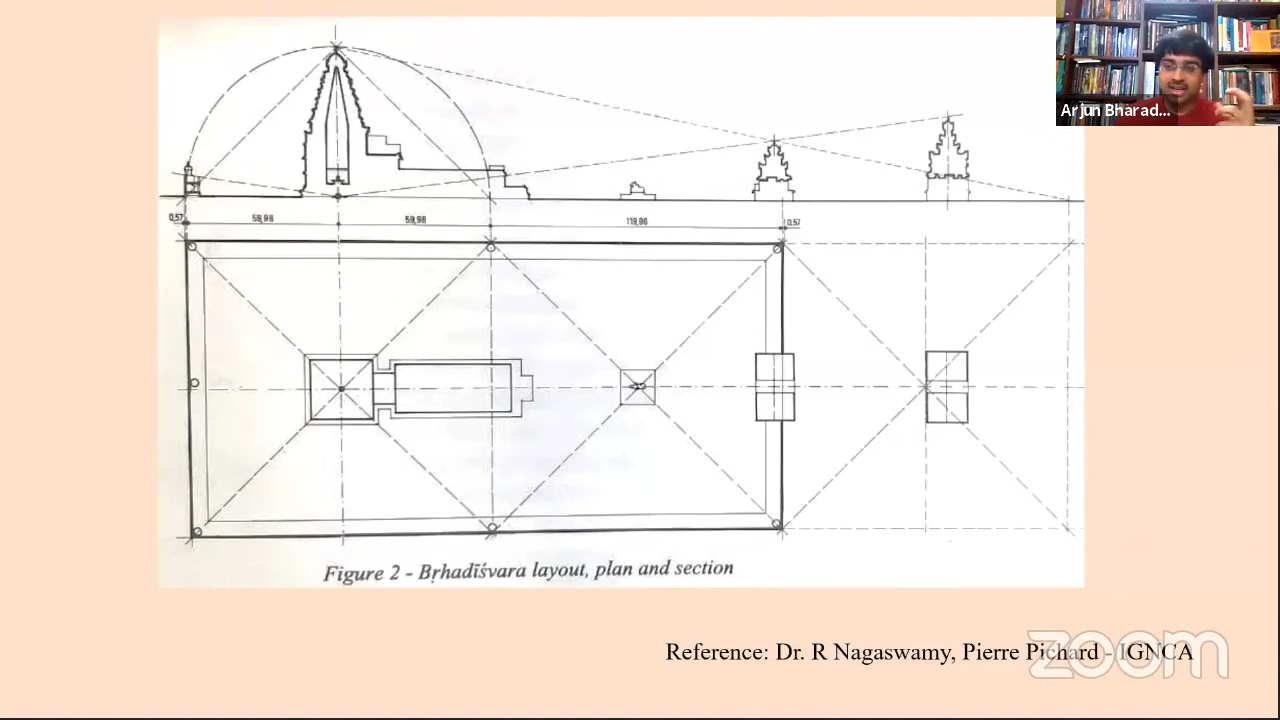 Arjun Bharad...
0,57
59,98
59,98
119,96
0,57
Figure 2 - Bṛhadīśvara layout, plan and section
Reference: Dr. R Nagaswamy, Pierre Pichard - IGNCA
zoom